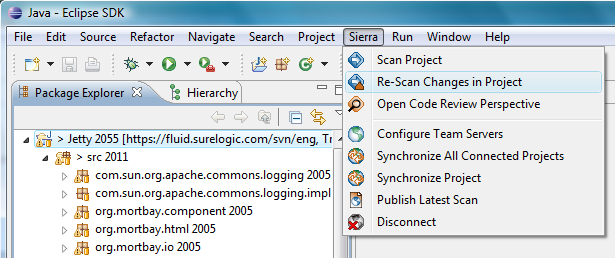 Java - Eclipse SDK
File Edit Source Refactor Navigate Search Project Sierra Run Window Help
Scan Project
Re-Scan Changes in Project
Open Code Review Perspective
Configure Team Servers
Synchronize All Connected Projects
Synchronize Project
Publish Latest Scan
Disconnect
Package Explorer Hierarchy
> Jetty 2055 [https://fluid.surelogic.com/svn/eng, Tr
> src 2011
com.sun.org.apache.commons.logging 2005
com.sun.org.apache.commons.logging.impl
org.mortbay.component 2005
org.mortbay.html 2005
org.mortbay.io 2005